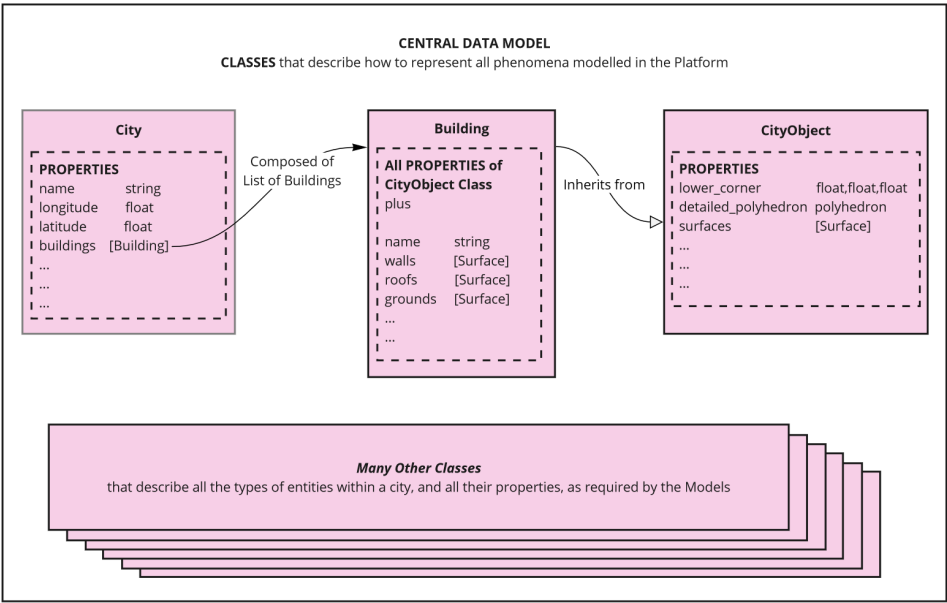 CENTRAL DATA MODEL
CLASSES that describe how to represent all phenomena modelled in the Platform
City
PROPERTIES
name string
longitude float
latitude float
buildings [Building]
...
...
...
Composed of
List of Buildings
Building
All PROPERTIES of
CityObject Class
plus
name string
walls [Surface]
roofs [Surface]
grounds [Surface]
...
...
Inherits from
CityObject
PROPERTIES
lower_corner float,float,float
detailed_polyhedron polyhedron
surfaces [Surface]
...
...
...
Many Other Classes
that describe all the types of entities within a city, and all their properties, as required by the Models